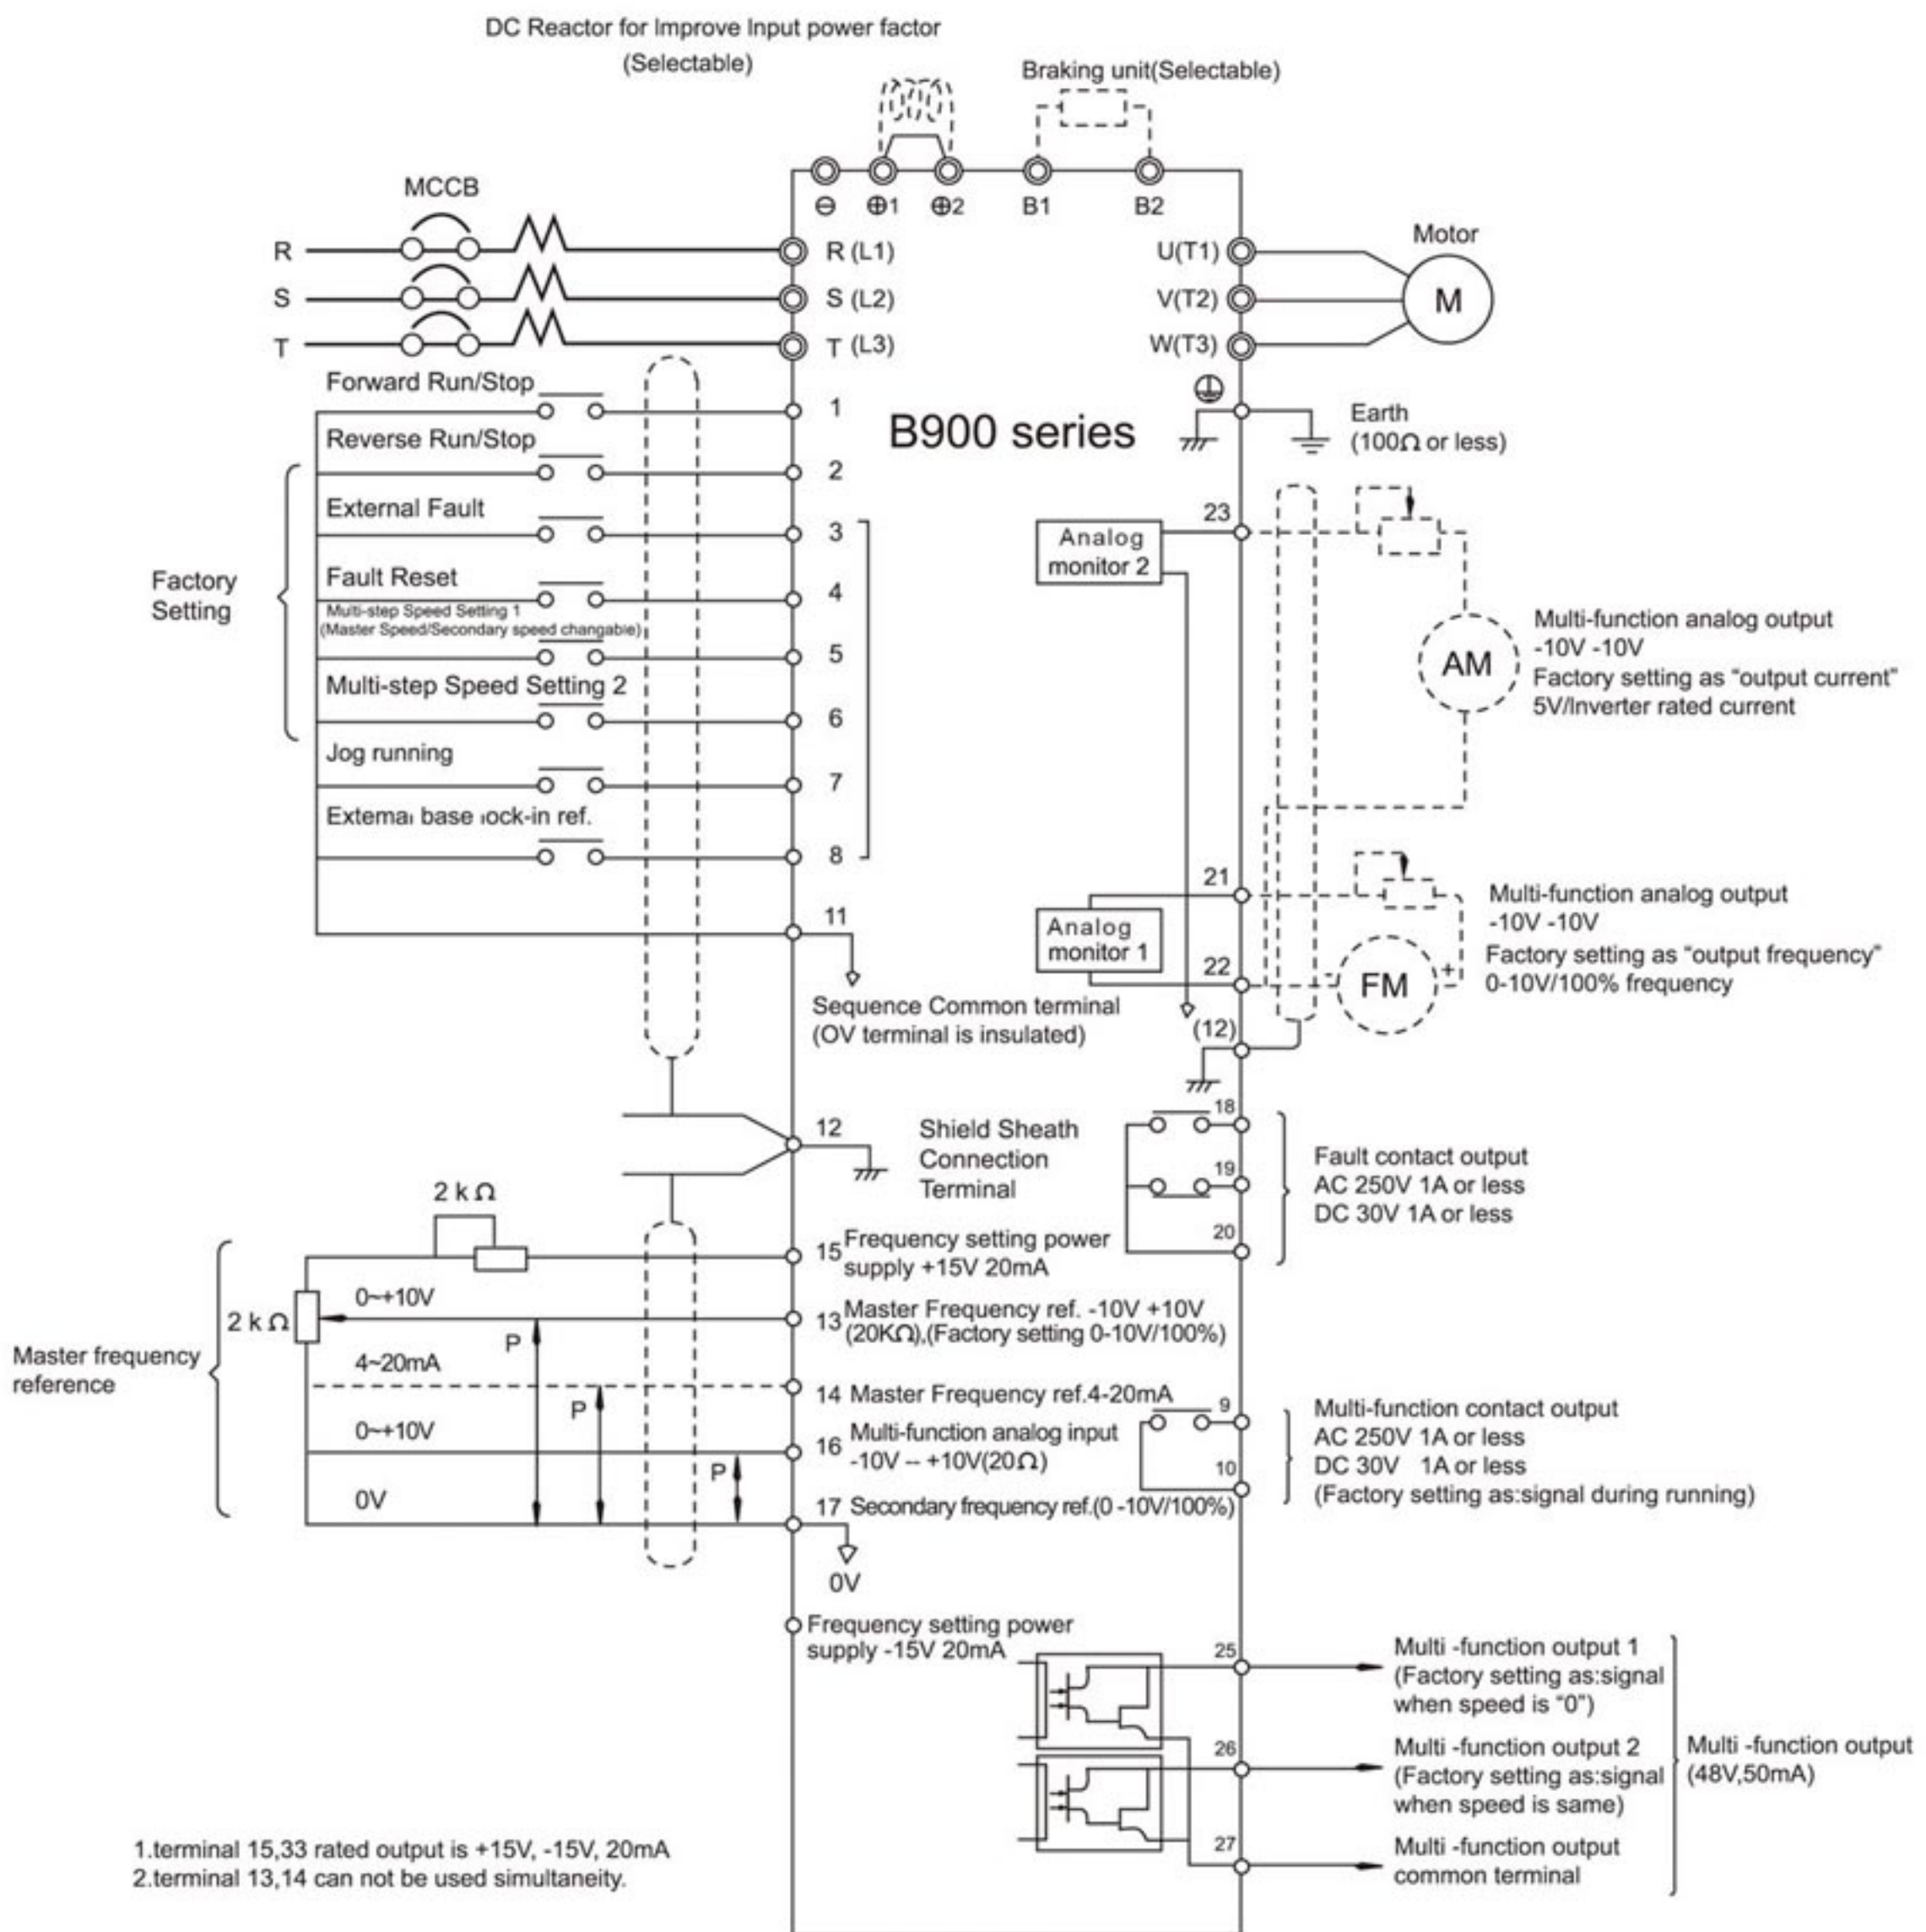 DC Reactor for Improve Input power factor
(Selectable)
Braking unit(Selectable)
MCCB
⊖ ⊕1 ⊕2 B1 B2
R R (L1) U(T1) Motor
S S (L2) V(T2) M
T T (L3) W(T3)
Forward Run/Stop
1
Reverse Run/Stop
2
External Fault
3
Fault Reset
4
Multi-step Speed Setting 1
(Master Speed/Secondary speed changable)
5
Multi-step Speed Setting 2
6
Jog running
7
External base lock-in ref.
8
11
Factory
Setting
B900 series
Earth
(100Ω or less)
23
Analog
monitor 2
AM
Multi-function analog output
-10V -10V
Factory setting as “output current”
5V/Inverter rated current
21
Analog
monitor 1
22
FM
+
-
Multi-function analog output
-10V -10V
Factory setting as “output frequency”
0-10V/100% frequency
(12)
Sequence Common terminal
(OV terminal is insulated)
12
Shield Sheath
Connection
Terminal
18
19
20
Fault contact output
AC 250V 1A or less
DC 30V 1A or less
Master frequency
reference
2 k Ω
2 k Ω
0~+10V
P
4~20mA
P
0~+10V
P
0V
15 Frequency setting power
supply +15V 20mA
13 Master Frequency ref. -10V +10V
(20KΩ),(Factory setting 0-10V/100%)
14 Master Frequency ref.4-20mA
16 Multi-function analog input
-10V -- +10V(20Ω)
17 Secondary frequency ref.(0 -10V/100%)
0V
9
10
Multi-function contact output
AC 250V 1A or less
DC 30V 1A or less
(Factory setting as:signal during running)
Frequency setting power
supply -15V 20mA
25
Multi -function output 1
(Factory setting as:signal
when speed is “0”)
26
Multi -function output 2
(Factory setting as:signal
when speed is same)
27
Multi -function output
common terminal
Multi -function output
(48V,50mA)
1.terminal 15,33 rated output is +15V, -15V, 20mA
2.terminal 13,14 can not be used simultaneity.